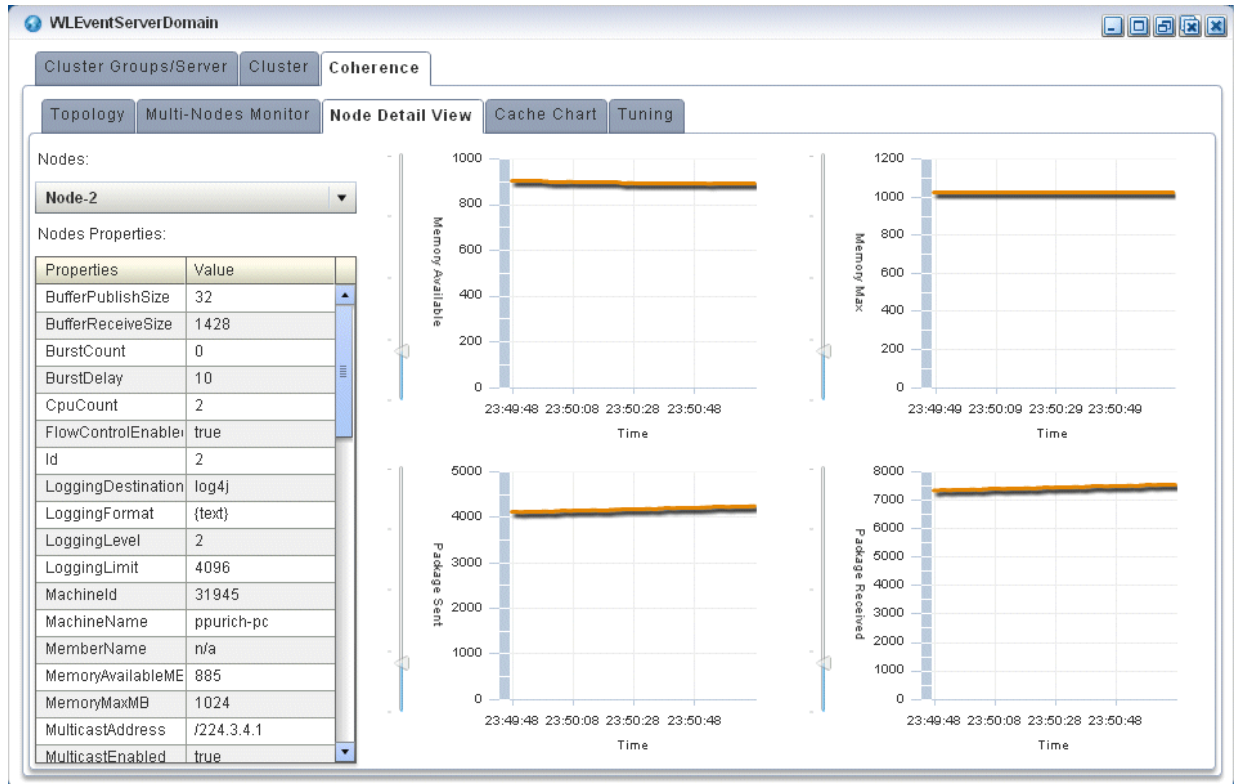 WLEventServerDomain
Cluster Groups/Server Cluster Coherence
Topology Multi-Nodes Monitor Node Detail View Cache Chart Tuning
Nodes:
Node-2
Nodes Properties:
Properties Value
BufferPublishSize 32
BufferReceiveSize 1428
BurstCount 0
BurstDelay 10
CpuCount 2
FlowControlEnable true
Id 2
LoggingDestination log4j
LoggingFormat {text}
LoggingLevel 2
LoggingLimit 4096
MachineId 31945
MachineName ppurich-pc
MemberName n/a
MemoryAvailableME 885
MemoryMaxMB 1024
MulticastAddress /224.3.4.1
MulticastEnabled true
Memory Available
1000
800
600
400
200
0
23:49:48 23:50:08 23:50:28 23:50:48
Time
Memory Max
1200
1000
800
600
400
200
0
23:49:49 23:50:09 23:50:29 23:50:49
Time
Package Sent
5000
4000
3000
2000
1000
0
23:49:48 23:50:08 23:50:28 23:50:48
Time
Package Received
8000
7000
6000
5000
4000
3000
2000
1000
0
23:49:48 23:50:08 23:50:28 23:50:48
Time